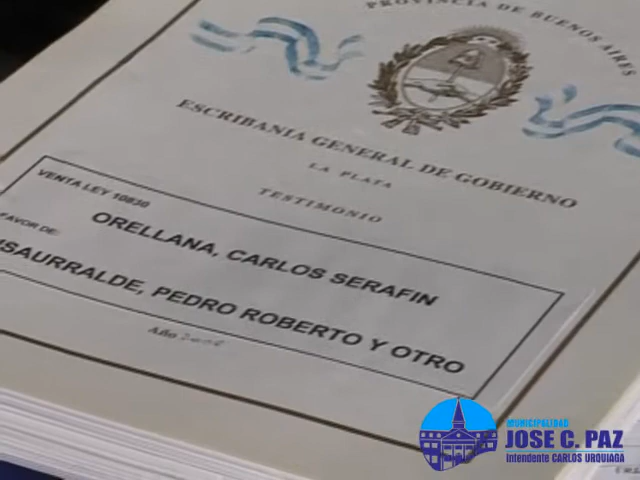 PROVINCIA DE BUENOS AIRES
ESCRIBANIA GENERAL DE GOBIERNO
LA PLATA
TESTIMONIO
VENTA LEY 10830
ORELLANA, CARLOS SERAFIN
FAVOR DE:
ISAURRALDE, PEDRO ROBERTO Y OTRO
Año
MUNICIPALIDAD
JOSE C. PAZ
Intendente CARLOS URQUIAGA